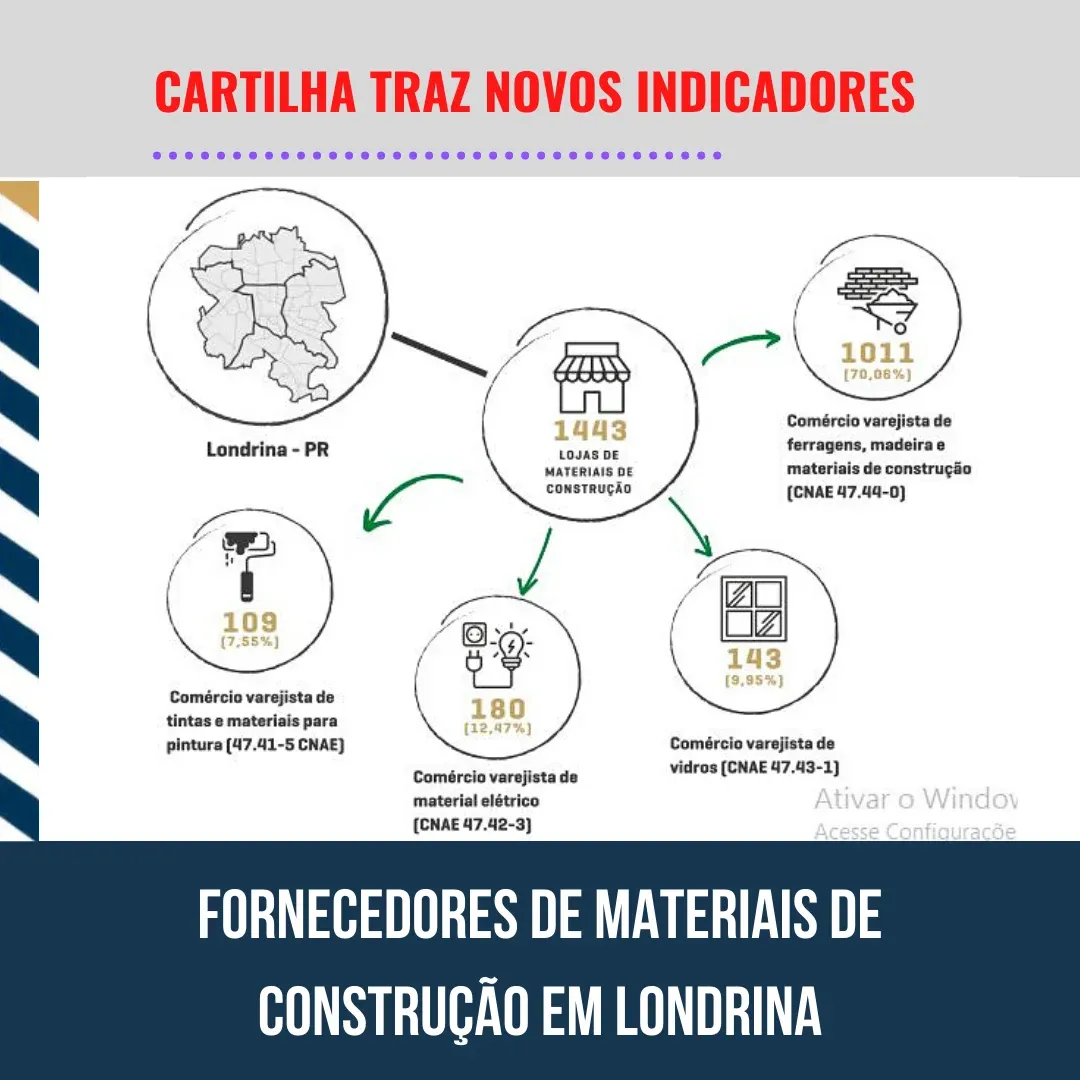 CARTILHA TRAZ NOVOS INDICADORES
Londrina - PR
1443
LOJAS DE
MATERIAIS DE
CONSTRUÇÃO
1011
(70,06%)
Comércio varejista de
ferragens, madeira e
materiais de construção
(CNAE 47.44-0)
109
(7,55%)
Comércio varejista de
tintas e materiais para
pintura (47.41-5 CNAE)
180
(12,47%)
Comércio varejista de
material elétrico
(CNAE 47.42-3)
143
(9,95%)
Comércio varejista de
vidros (CNAE 47.43-1)
Ativar o Window
Acesse Configuraçõe
FORNECEDORES DE MATERIAIS DE
CONSTRUÇÃO EM LONDRINA